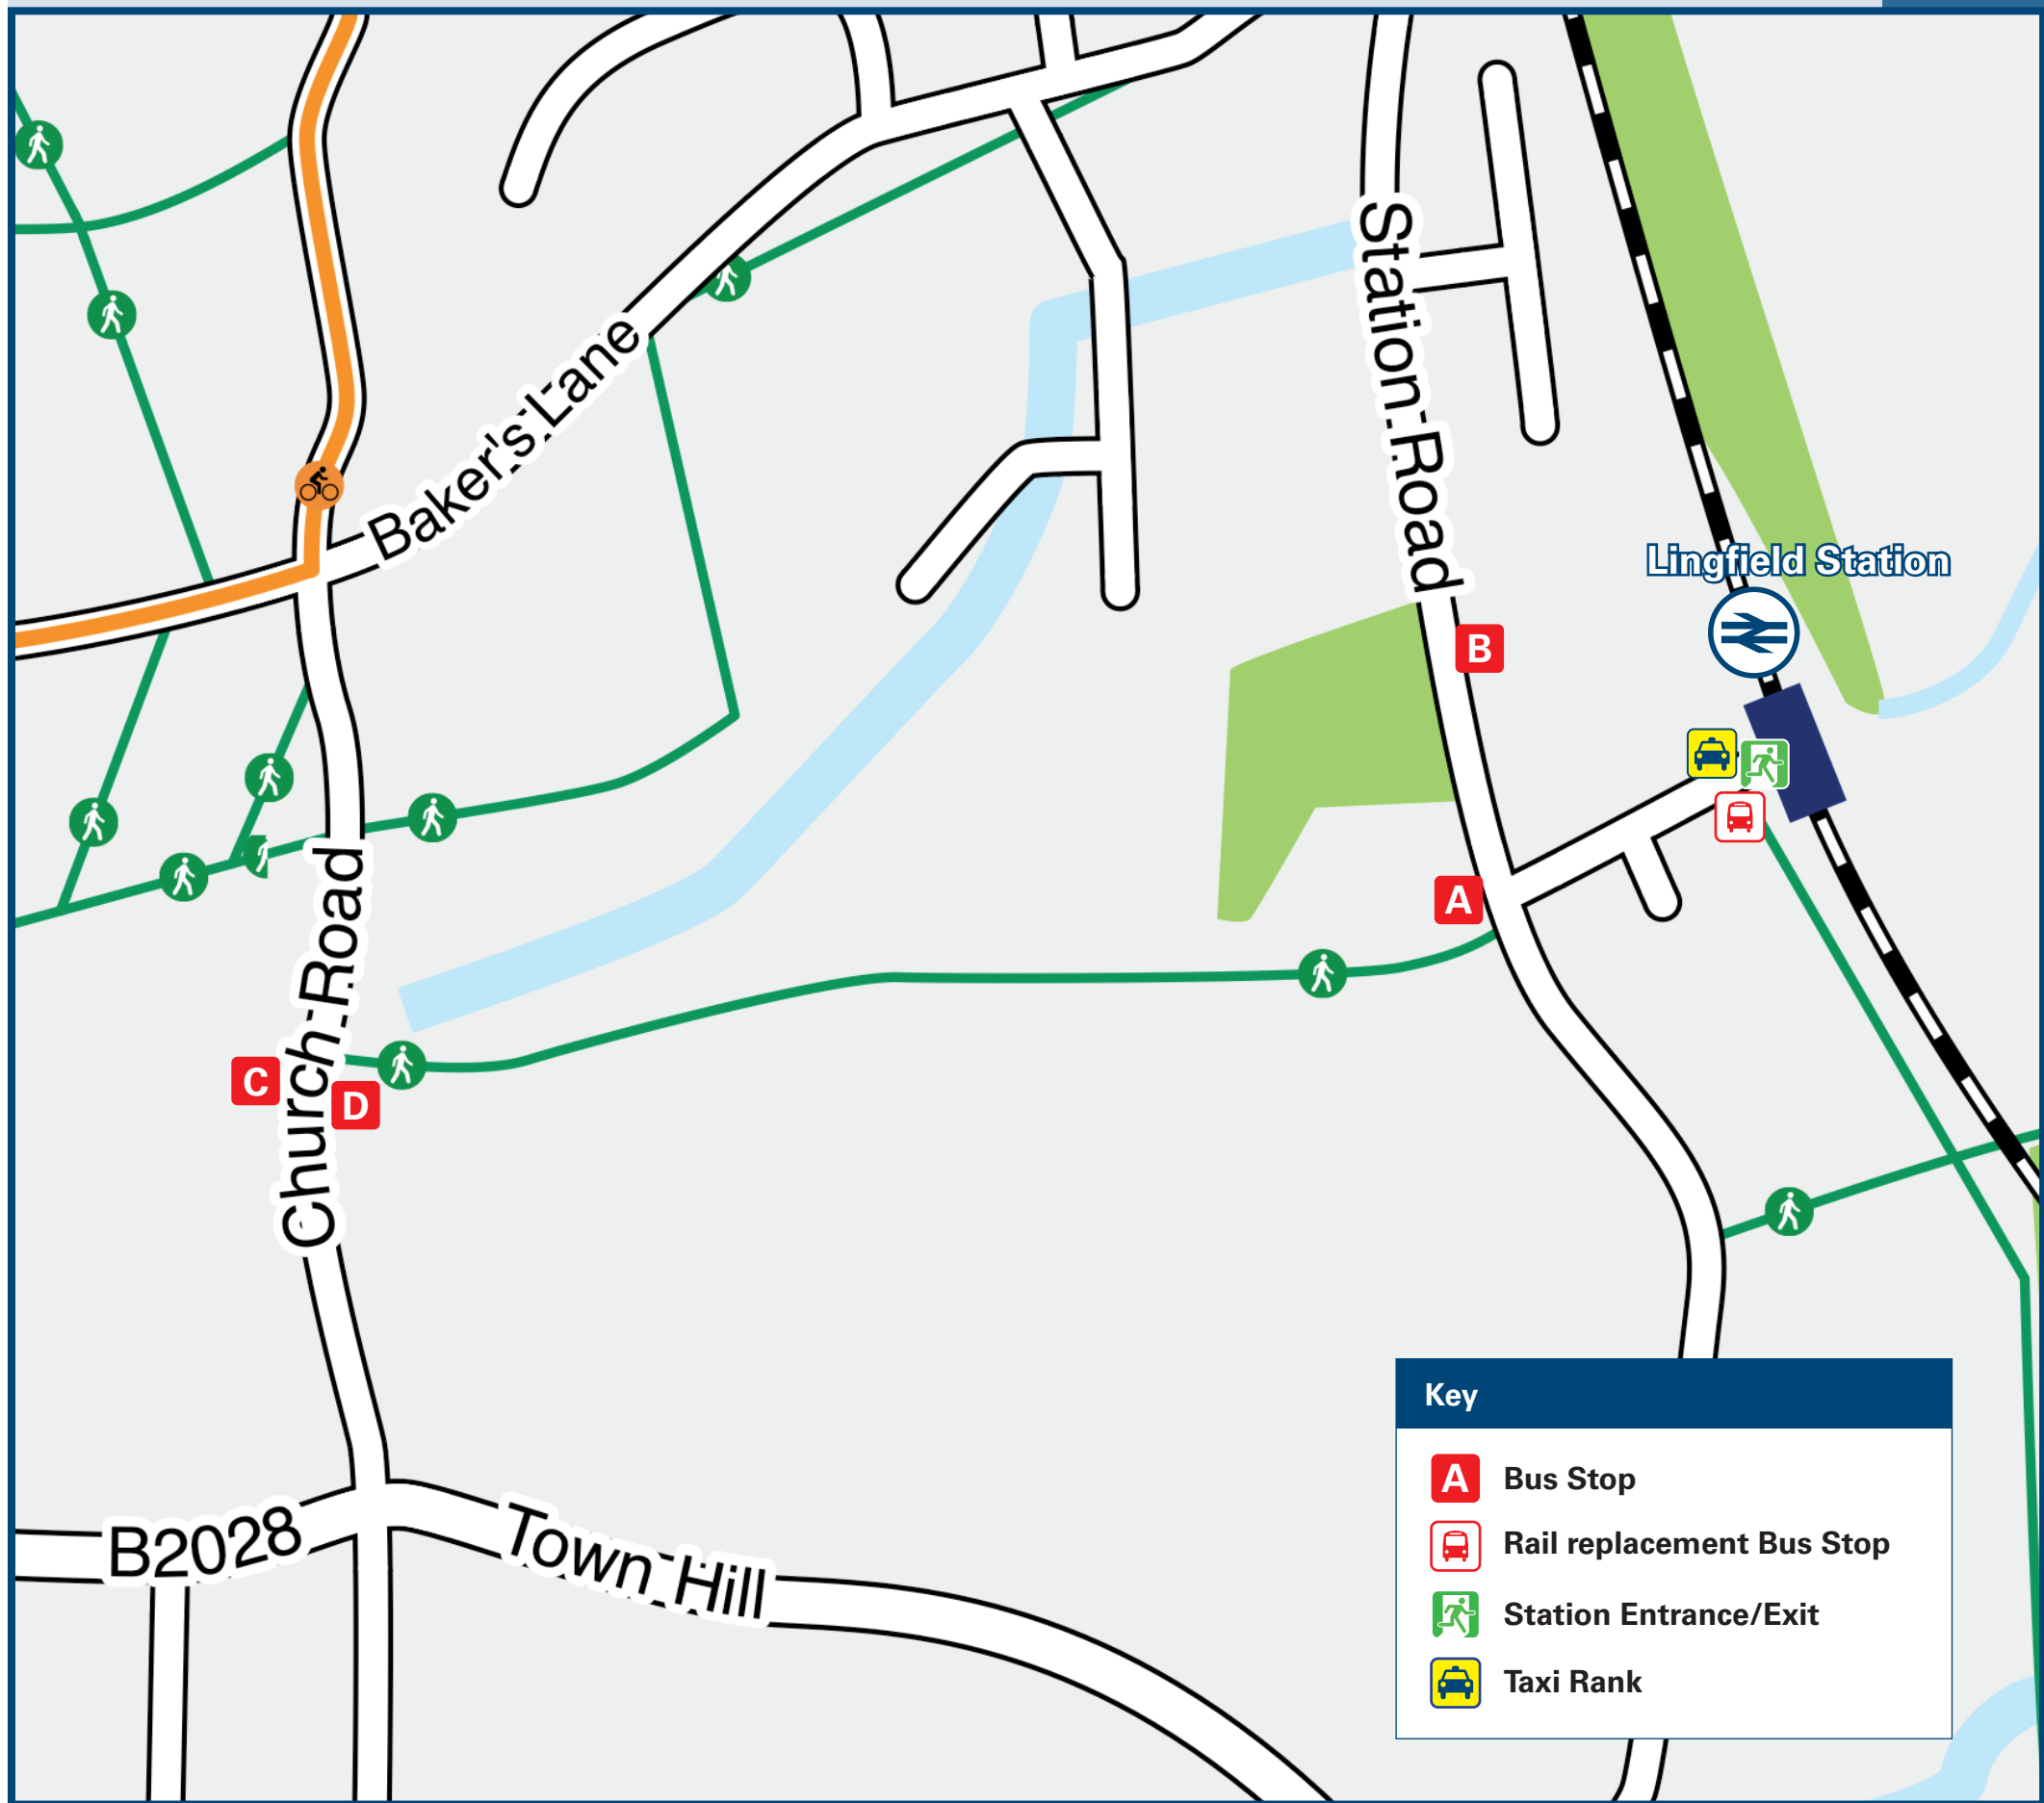 Station Road
Baker's Lane
Lingfield Station
B
A
Church Road
C
D
B2028
Town Hill
Key
A Bus Stop
Rail replacement Bus Stop
Station Entrance/Exit
Taxi Rank